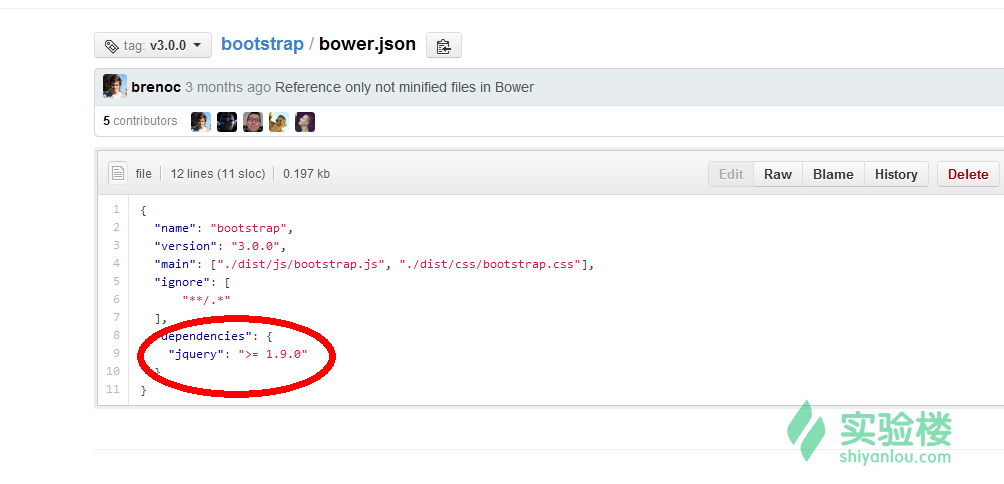 tag: v3.0.0 bootstrap / bower.json
brenoc 3 months ago Reference only not minified files in Bower
5 contributors
file 12 lines (11 sloc) 0.197 kb Edit Raw Blame History Delete
1 {
2 "name": "bootstrap",
3 "version": "3.0.0",
4 "main": ["./dist/js/bootstrap.js", "./dist/css/bootstrap.css"],
5 "ignore": [
6 "**/.*"
7 ],
8 dependencies": {
9 "jquery": ">= 1.9.0"
10 }
11 }
实验楼
shiyanlou.com